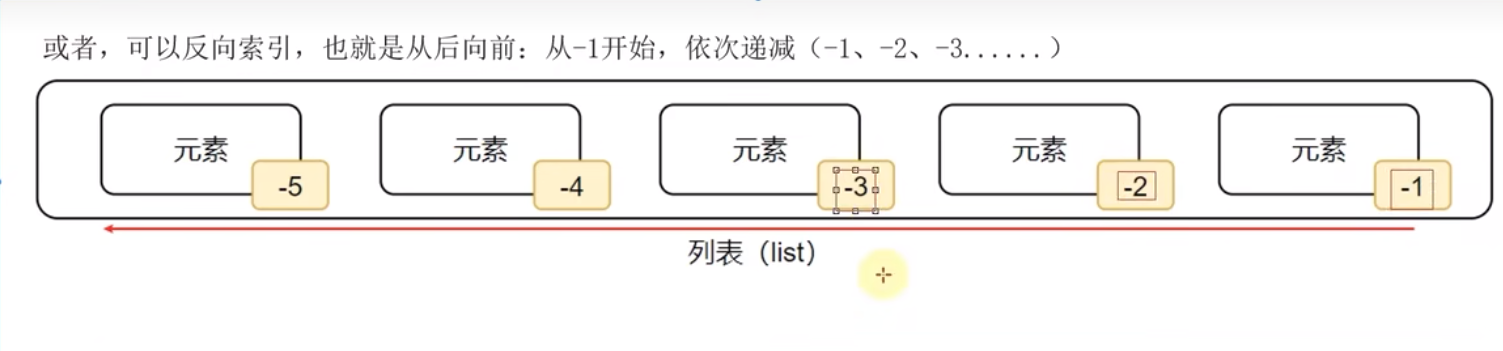 或者，可以反向索引，也就是从后向前：从-1开始，依次递减（-1、-2、-3......）
元素 元素 元素 元素 元素
-5 -4 -3 -2 -1
列表（list）